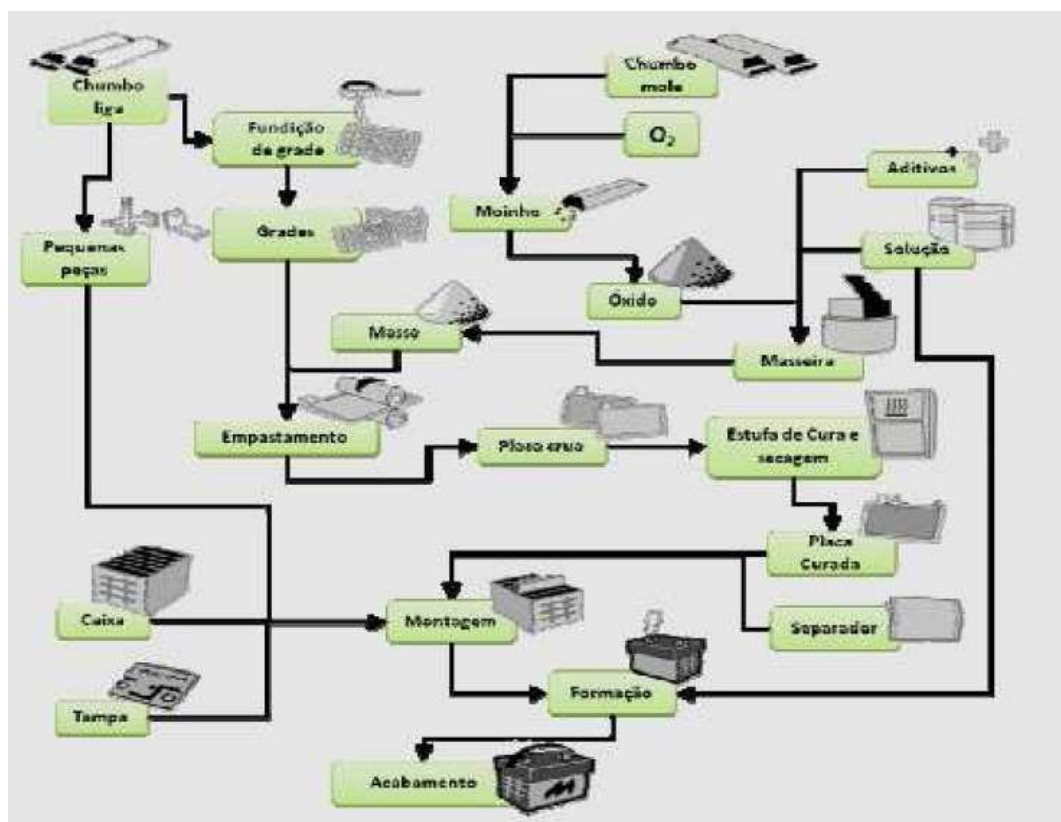 Chumbo
liga
Chumbo
mole
Fundição
de grade
O₂
Aditivos
Moinho
Grades
Pequenas
peças
Solução
Óxido
Massa
Masseira
Empastamento
Placa crua
Estufa de Cura e
secagem
Placa
Curada
Caixa
Montagem
Separador
Formação
Tampa
Acabamento